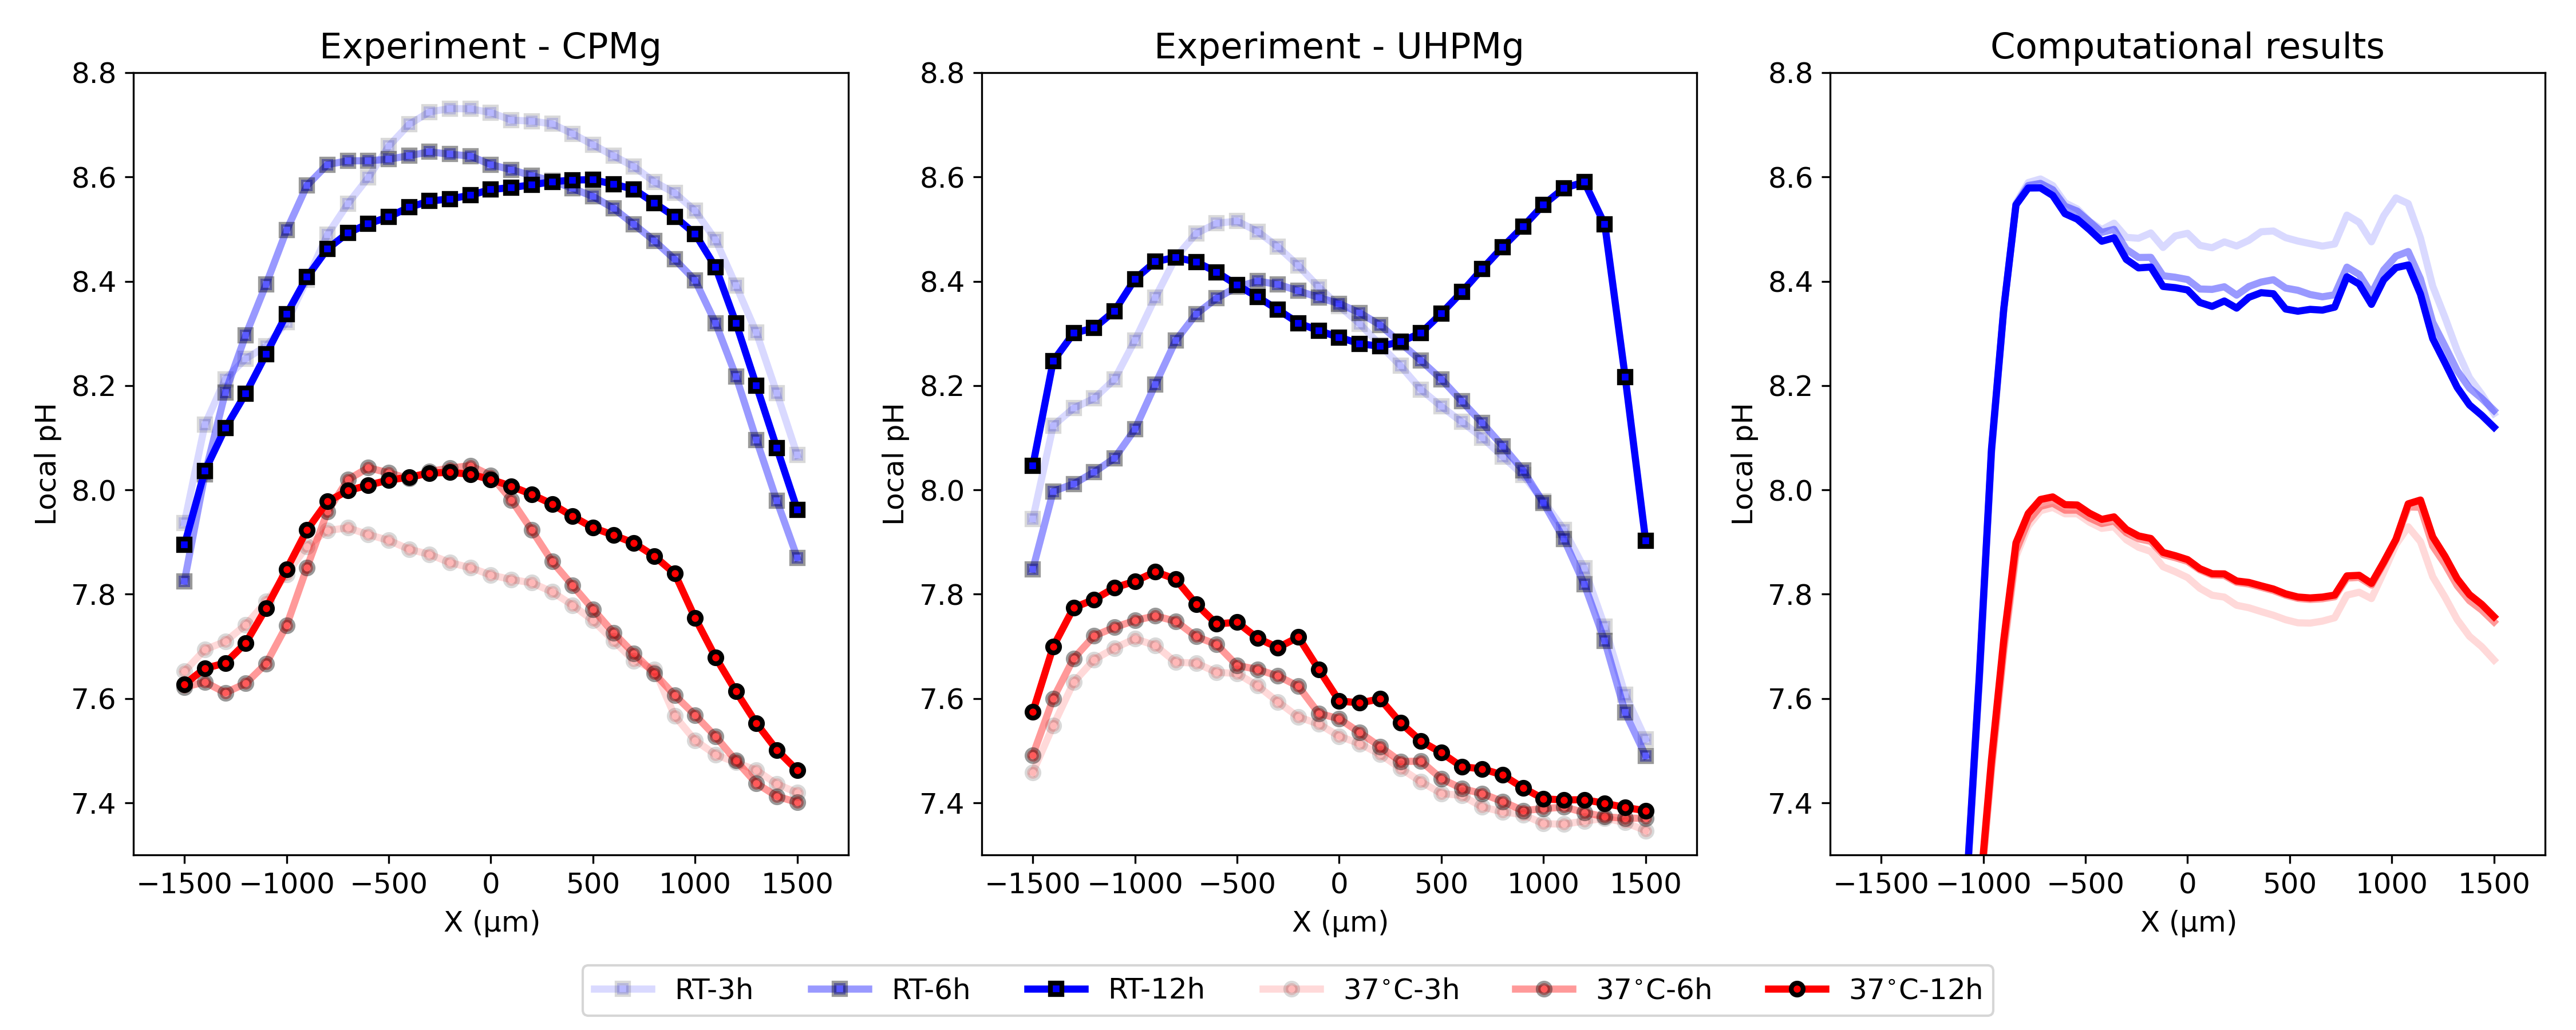 Experiment - CPMg
Experiment - UHPMg
Computational results
8.8
8.6
8.4
8.2
8.0
7.8
7.6
7.4
Local pH
−1500 −1000 −500 0 500 1000 1500
X (µm)
8.8
8.6
8.4
8.2
8.0
7.8
7.6
7.4
Local pH
−1500 −1000 −500 0 500 1000 1500
X (µm)
8.8
8.6
8.4
8.2
8.0
7.8
7.6
7.4
Local pH
−1500 −1000 −500 0 500 1000 1500
X (µm)
RT-3h RT-6h RT-12h 37°C-3h 37°C-6h 37°C-12h